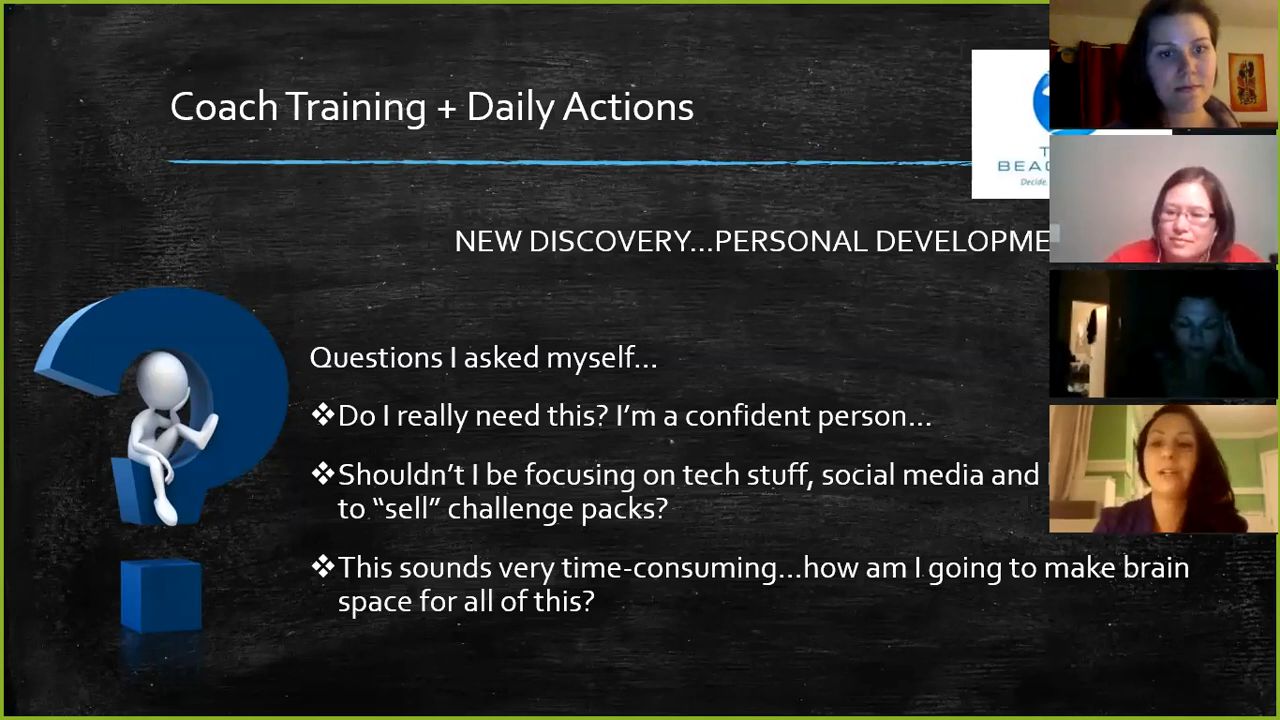 Coach Training + Daily Actions
Decide.
NEW DISCOVERY...PERSONAL
Questions I asked myself...
❖Do I really need this? I'm a confident person...
❖Shouldn't I be focusing on tech stuff, social media and
to "sell" challenge packs?
❖This sounds very time-consuming...how am I going to make brain
space for all of this?